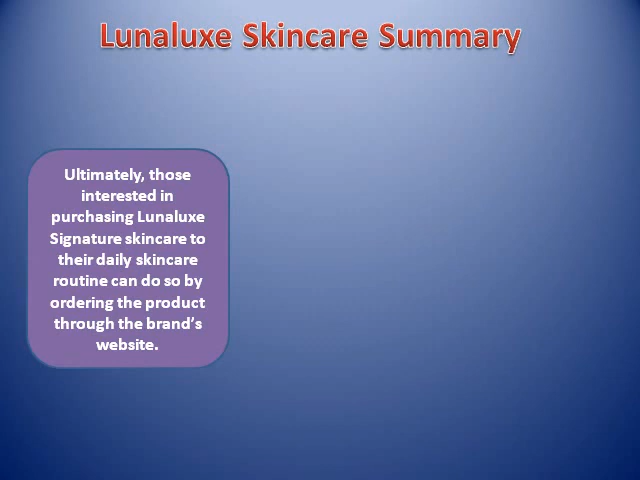 Lunaluxe Skincare Summary
Ultimately, those
interested in
purchasing Lunaluxe
Signature skincare to
their daily skincare
routine can do so by
ordering the product
through the brand’s
website.